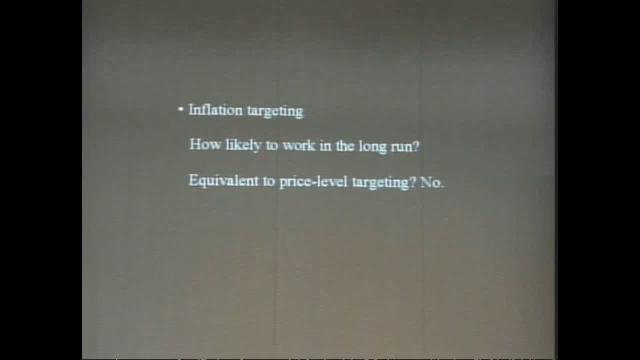 • Inflation targeting
How likely to work in the long run?
Equivalent to price-level targeting? No.